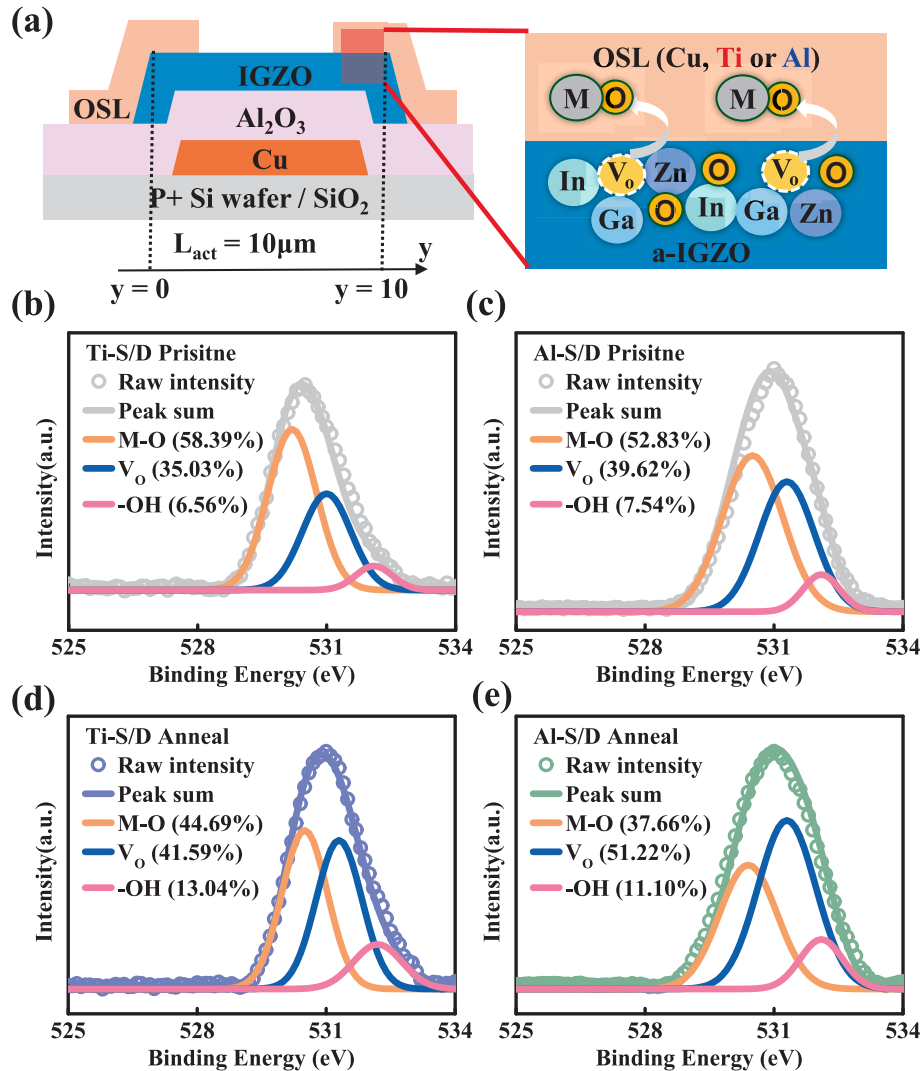 (a)
IGZO
OSL
Al2O3
Cu
P+ Si wafer / SiO2
Lact = 10μm
y
y = 0
y = 10
OSL (Cu, Ti or Al)
M O
M O
In Vo Zn O Vo O
Ga O In Ga Zn
a-IGZO
(b)
Ti-S/D Prisitne
Raw intensity
Peak sum
M-O (58.39%)
VO (35.03%)
-OH (6.56%)
Intensity(a.u.)
525 528 531 534
Binding Energy (eV)
(c)
Al-S/D Prisitne
Raw intensity
Peak sum
M-O (52.83%)
VO (39.62%)
-OH (7.54%)
Intensity(a.u.)
525 528 531 534
Binding Energy (eV)
(d)
Ti-S/D Anneal
Raw intensity
Peak sum
M-O (44.69%)
VO (41.59%)
-OH (13.04%)
Intensity(a.u.)
525 528 531 534
Binding Energy (eV)
(e)
Al-S/D Anneal
Raw intensity
Peak sum
M-O (37.66%)
VO (51.22%)
-OH (11.10%)
Intensity(a.u.)
525 528 531 534
Binding Energy (eV)